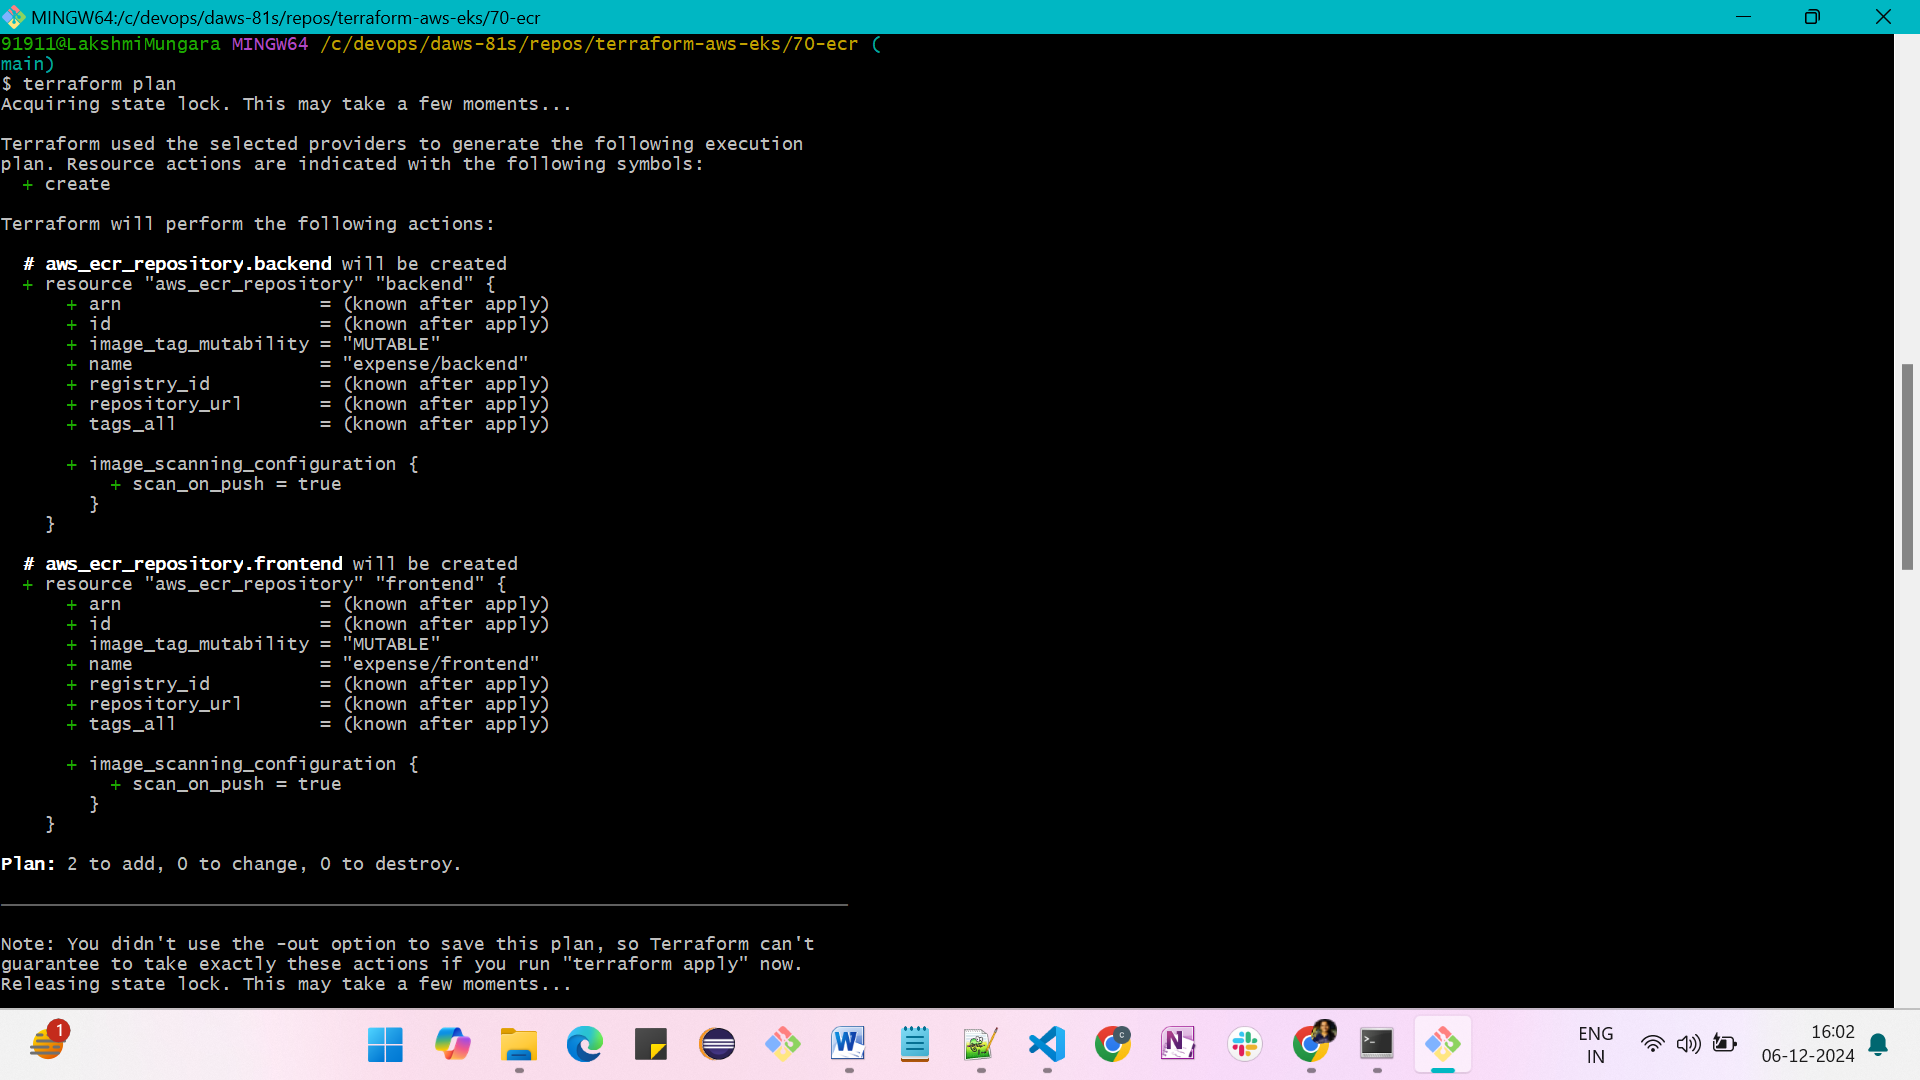 MINGW64:/c/devops/daws-81s/repos/terraform-aws-eks/70-ecr
91911@LakshmiMungara MINGW64 /c/devops/daws-81s/repos/terraform-aws-eks/70-ecr (
main)
$ terraform plan
Acquiring state lock. This may take a few moments...
Terraform used the selected providers to generate the following execution
plan. Resource actions are indicated with the following symbols:
  + create
Terraform will perform the following actions:
  # aws_ecr_repository.backend will be created
  + resource "aws_ecr_repository" "backend" {
      + arn                  = (known after apply)
      + id                   = (known after apply)
      + image_tag_mutability = "MUTABLE"
      + name                 = "expense/backend"
      + registry_id          = (known after apply)
      + repository_url       = (known after apply)
      + tags_all             = (known after apply)
      + image_scanning_configuration {
          + scan_on_push = true
        }
    }
  # aws_ecr_repository.frontend will be created
  + resource "aws_ecr_repository" "frontend" {
      + arn                  = (known after apply)
      + id                   = (known after apply)
      + image_tag_mutability = "MUTABLE"
      + name                 = "expense/frontend"
      + registry_id          = (known after apply)
      + repository_url       = (known after apply)
      + tags_all             = (known after apply)
      + image_scanning_configuration {
          + scan_on_push = true
        }
    }
Plan: 2 to add, 0 to change, 0 to destroy.
Note: You didn't use the -out option to save this plan, so Terraform can't
guarantee to take exactly these actions if you run "terraform apply" now.
Releasing state lock. This may take a few moments...
1
W
N
C
ENG
IN
16:02
06-12-2024